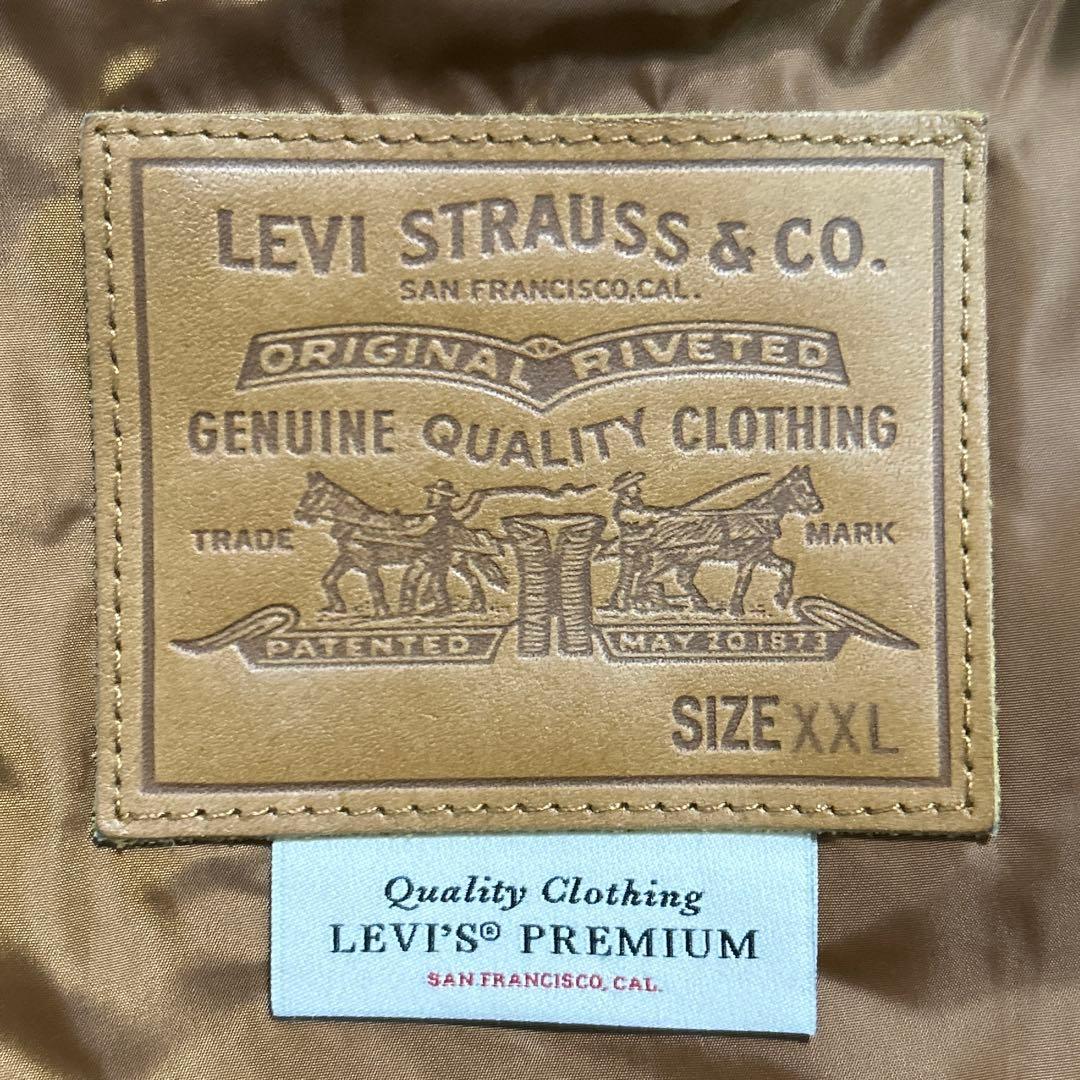 LEVI STRAUSS & CO.
SAN FRANCISCO, CAL.
ORIGINAL RIVETED
GENUINE QUALITY CLOTHING
TRADE MARK
PATENTED MAY 20 1873
SIZE XXL
Quality Clothing
LEVI'S® PREMIUM
SAN FRANCISCO, CAL.